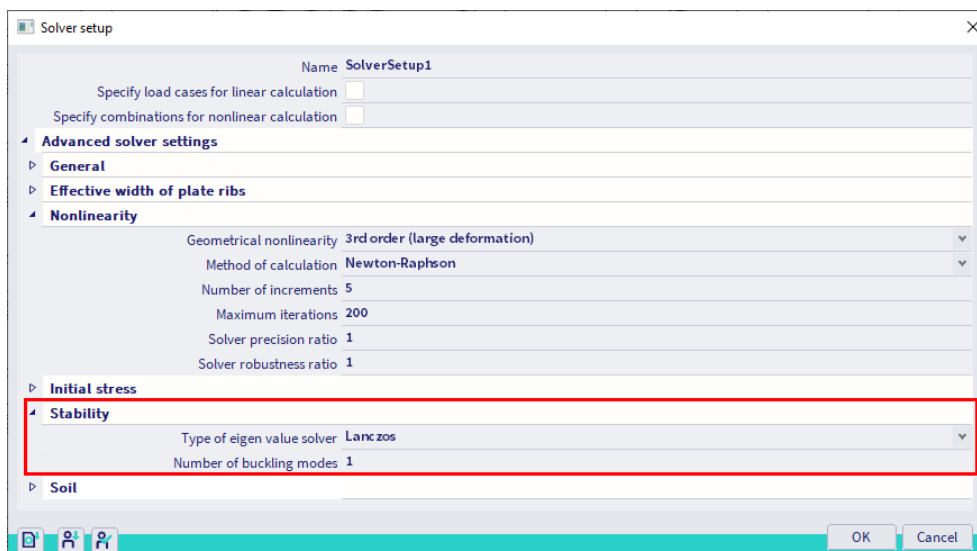 Solver setup
Name SolverSetup1
Specify load cases for linear calculation
Specify combinations for nonlinear calculation
Advanced solver settings
General
Effective width of plate ribs
Nonlinearity
Geometrical nonlinearity 3rd order (large deformation)
Method of calculation Newton-Raphson
Number of increments 5
Maximum iterations 200
Solver precision ratio 1
Solver robustness ratio 1
Initial stress
Stability
Type of eigen value solver Lanczos
Number of buckling modes 1
Soil
OK Cancel